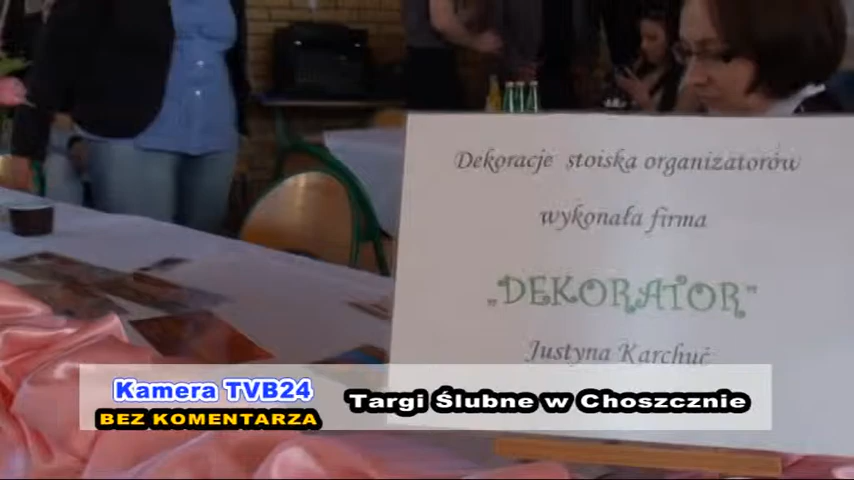 Dekoracje stoiska organizatorów
wykonała firma
„DEKORATOR"
Justyna Karchuć
Kamera TVB24
BEZ KOMENTARZA
Targi Ślubne w Choszcznie